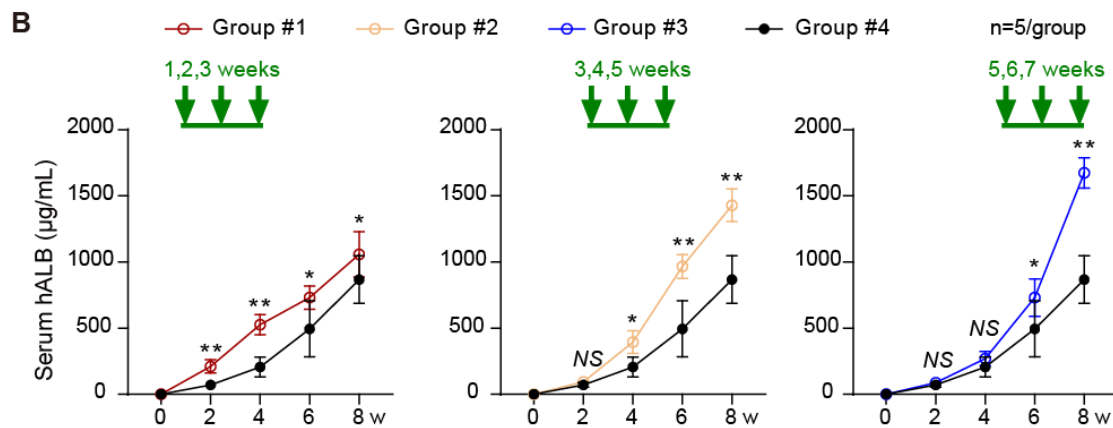 B
Group #1 Group #2 Group #3 Group #4 n=5/group
1,2,3 weeks 3,4,5 weeks 5,6,7 weeks
Serum hALB (μg/mL)
2000
1500
1000
500
0
** ** * *
0 2 4 6 8 w
2000
1500
1000
500
0
NS * ** **
0 2 4 6 8 w
2000
1500
1000
500
0
NS NS * **
0 2 4 6 8 w